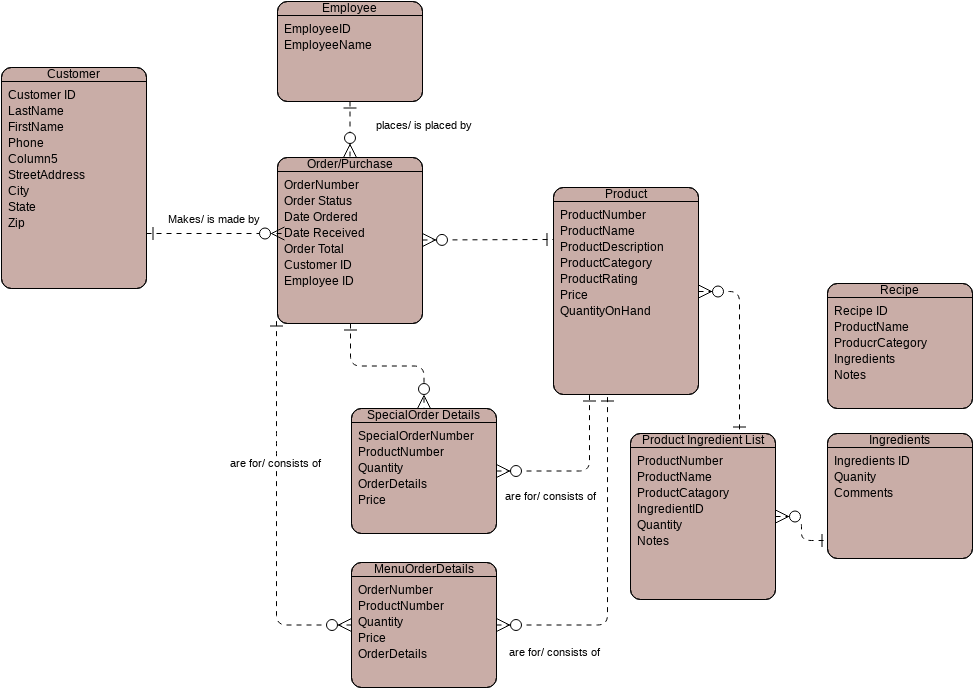 Employee
EmployeeID
EmployeeName
Customer
Customer ID
LastName
FirstName
Phone
Column5
StreetAddress
City
State
Zip
places/ is placed by
Makes/ is made by
Order/Purchase
OrderNumber
Order Status
Date Ordered
Date Received
Order Total
Customer ID
Employee ID
Product
ProductNumber
ProductName
ProductDescription
ProductCategory
ProductRating
Price
QuantityOnHand
Recipe
Recipe ID
ProductName
ProducrCategory
Ingredients
Notes
SpecialOrder Details
SpecialOrderNumber
ProductNumber
Quantity
OrderDetails
Price
are for/ consists of
are for/ consists of
Product Ingredient List
ProductNumber
ProductName
ProductCatagory
IngredientID
Quantity
Notes
Ingredients
Ingredients ID
Quanity
Comments
MenuOrderDetails
OrderNumber
ProductNumber
Quantity
Price
OrderDetails
are for/ consists of